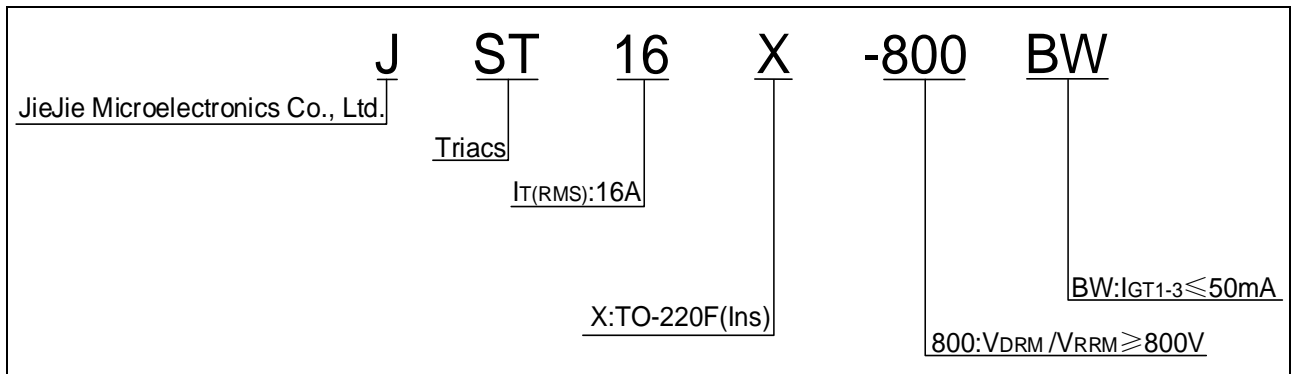 J ST 16 X -800 BW
JieJie Microelectronics Co., Ltd.
Triacs
IT(RMS):16A
BW:IGT1-3≤50mA
X:TO-220F(Ins)
800:VDRM /VRRM≥800V